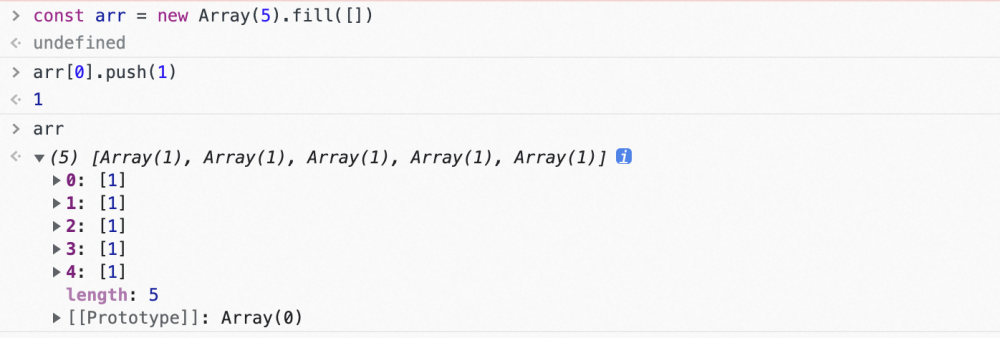 > const arr = new Array(5).fill([])
undefined
> arr[0].push(1)
1
> arr
(5) [Array(1), Array(1), Array(1), Array(1), Array(1)] i
0: [1]
1: [1]
2: [1]
3: [1]
4: [1]
length: 5
[[Prototype]]: Array(0)